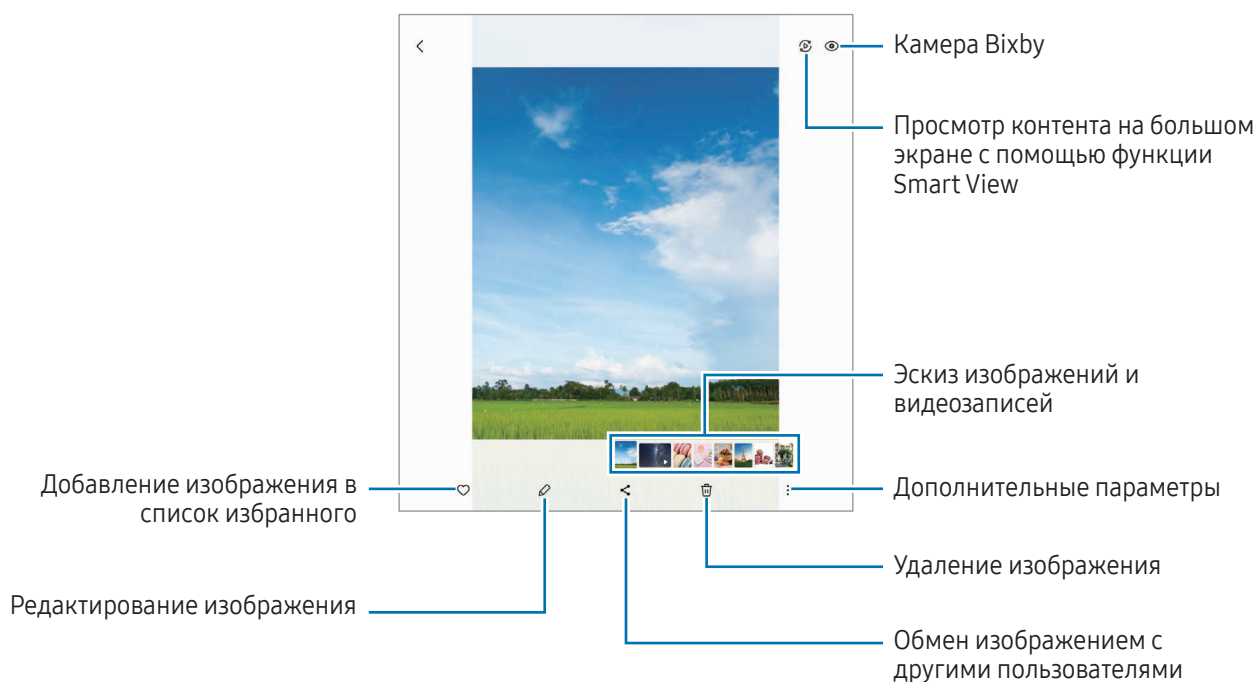 Камера Bixby
Просмотр контента на большом
экране с помощью функции
Smart View
Эскиз изображений и
видеозаписей
Добавление изображения в
список избранного
Дополнительные параметры
Удаление изображения
Редактирование изображения
Обмен изображением с
другими пользователями